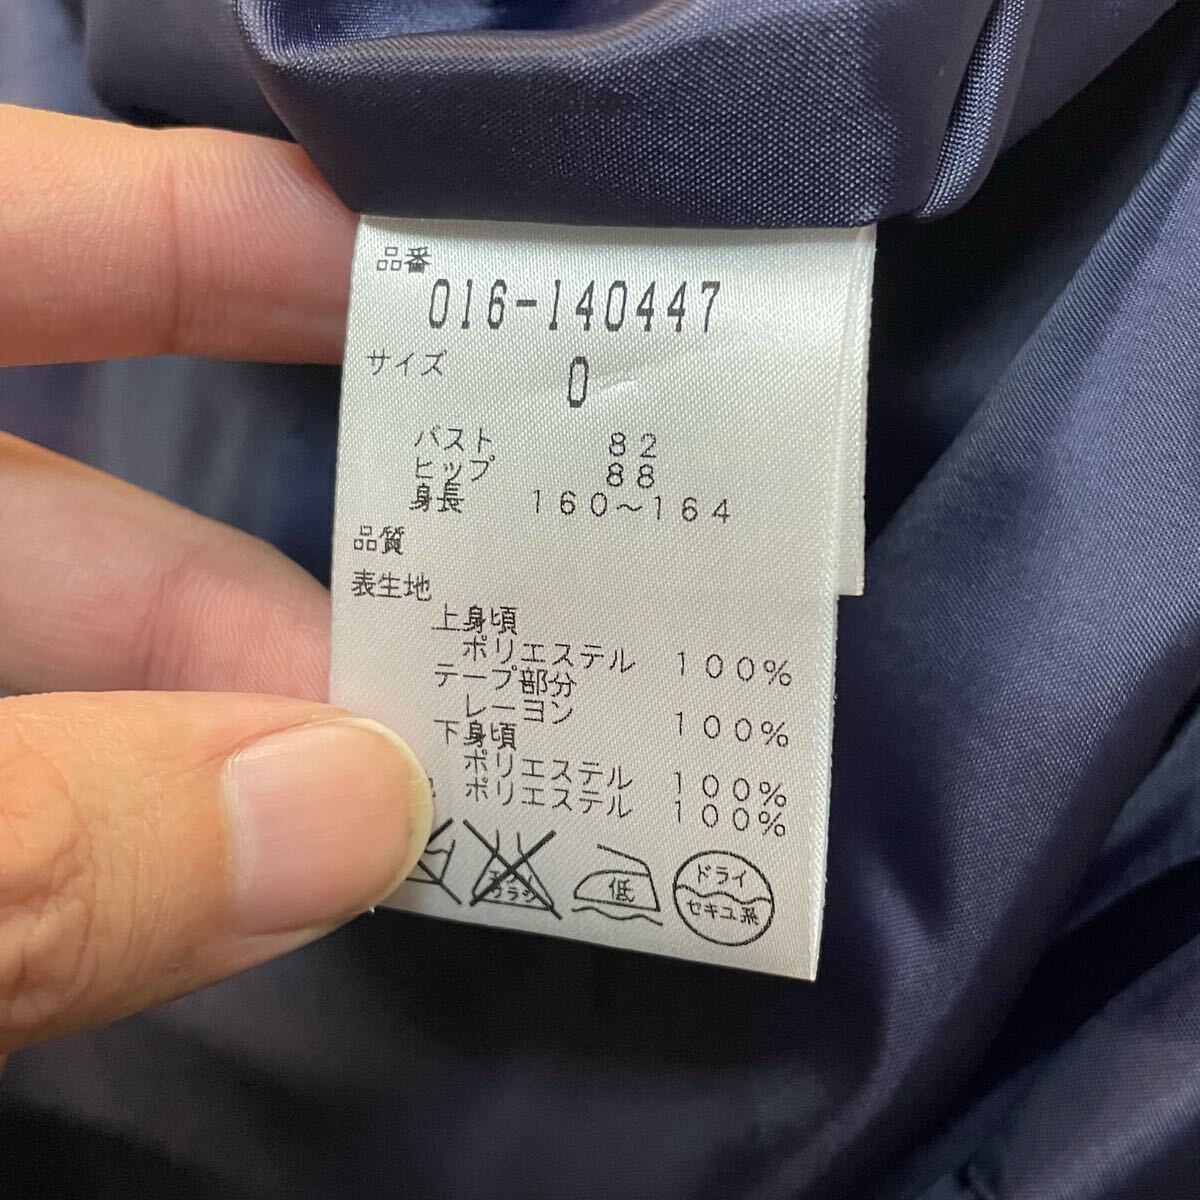 品番
016-140447
サイズ
0
バスト 82
ヒップ 88
身長 160〜164
品質
表生地
上身頃
ポリエステル 100%
テープ部分
レーヨン 100%
下身頃
ポリエステル 100%
ポリエステル 100%
低
ドライ
セキユ系